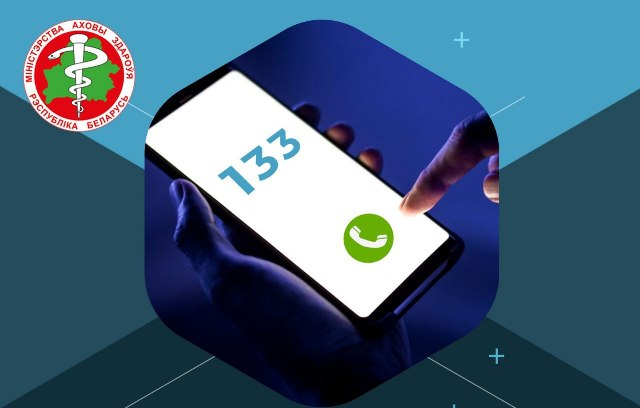 МІНІСТЭРСТВА АХОВЫ ЗДАРОЎЯ
РЭСПУБЛІКА БЕЛАРУСЬ
133